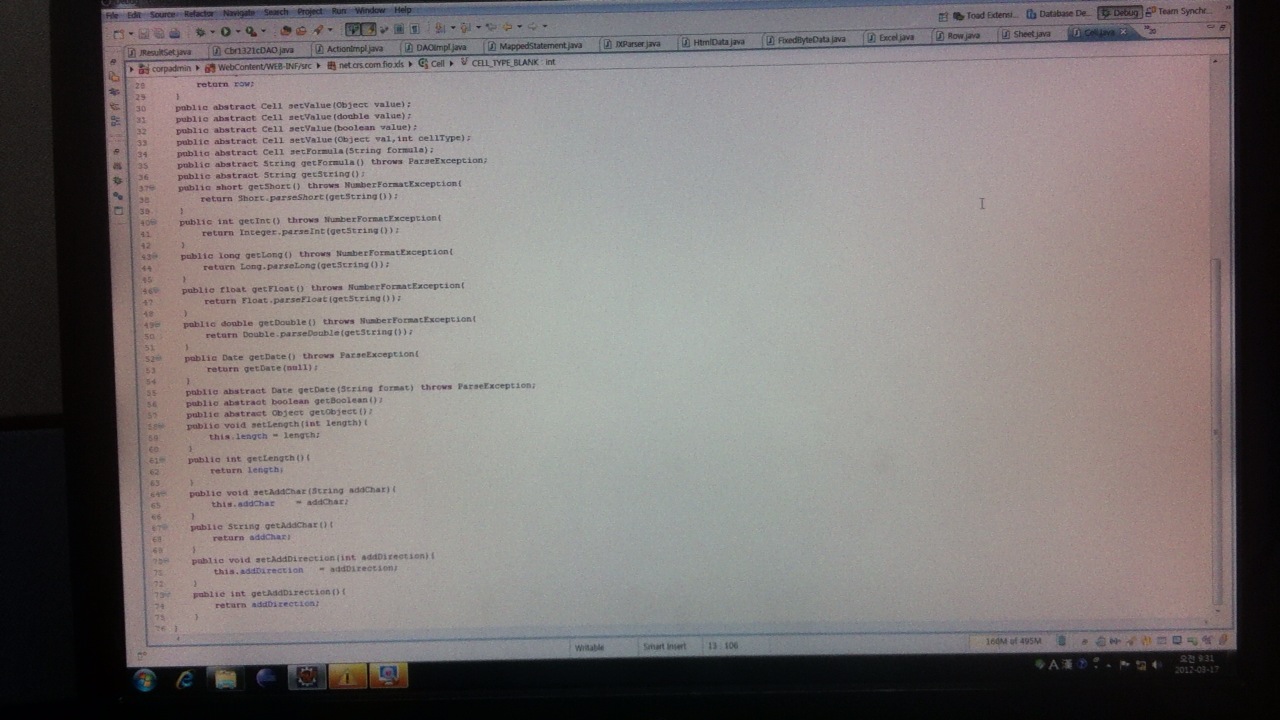 File Edit Source Refactor Navigate Search Project Run Window Help
Toad Extensi... Database De... Debug Team Synchr...
JResultSet.java Cbr1321cDAO.java ActionImpl.java DAOImpl.java MappedStatement.java JXParser.java HtmlData.java FixedByteData.java Excel.java Row.java Sheet.java Cell.java
corpadmin WebContent/WEB-INF/src net.crs.com.fio.xls Cell CELL_TYPE_BLANK : int
28 return row;
29 }
30 public abstract Cell setValue(Object value);
31 public abstract Cell setValue(double value);
32 public abstract Cell setValue(boolean value);
33 public abstract Cell setValue(Object val,int cellType);
34 public abstract Cell setFormula(String formula);
35 public abstract String getFormula() throws ParseException;
36 public abstract String getString();
37 public short getShort() throws NumberFormatException{
38 return Short.parseShort(getString());
39 }
40 public int getInt() throws NumberFormatException{
41 return Integer.parseInt(getString());
42 }
43 public long getLong() throws NumberFormatException{
44 return Long.parseLong(getString());
45 }
46 public float getFloat() throws NumberFormatException{
47 return Float.parseFloat(getString());
48 }
49 public double getDouble() throws NumberFormatException{
50 return Double.parseDouble(getString());
51 }
52 public Date getDate() throws ParseException{
53 return getDate(null);
54 }
55 public abstract Date getDate(String format) throws ParseException;
56 public abstract boolean getBoolean();
57 public abstract Object getObject();
58 public void setLength(int length){
59 this.length = length;
60 }
61 public int getLength(){
62 return length;
63 }
64 public void setAddChar(String addChar){
65 this.addChar = addChar;
66 }
67 public String getAddChar(){
68 return addChar;
69 }
70 public void setAddDirection(int addDirection){
71 this.addDirection = addDirection;
72 }
73 public int getAddDirection(){
74 return addDirection;
75 }
76 }
Writable Smart Insert 13 : 106 160M of 495M
A 漢
오전 9:31
2012-03-17